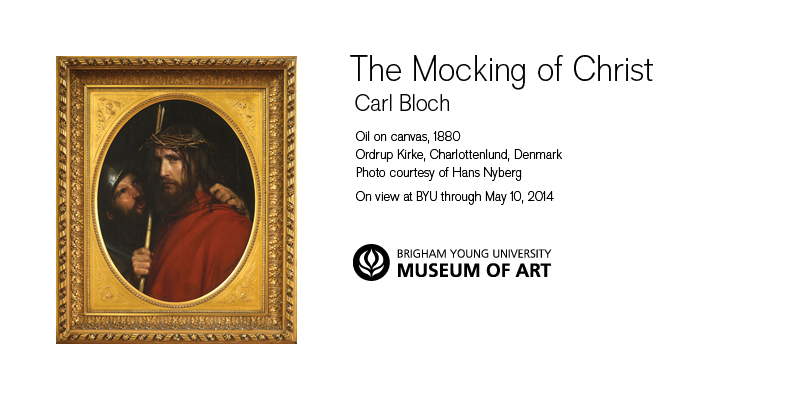 The Mocking of Christ
Carl Bloch
Oil on canvas, 1880
Ordrup Kirke, Charlottenlund, Denmark
Photo courtesy of Hans Nyberg
On view at BYU through May 10, 2014
BRIGHAM YOUNG UNIVERSITY
MUSEUM OF ART